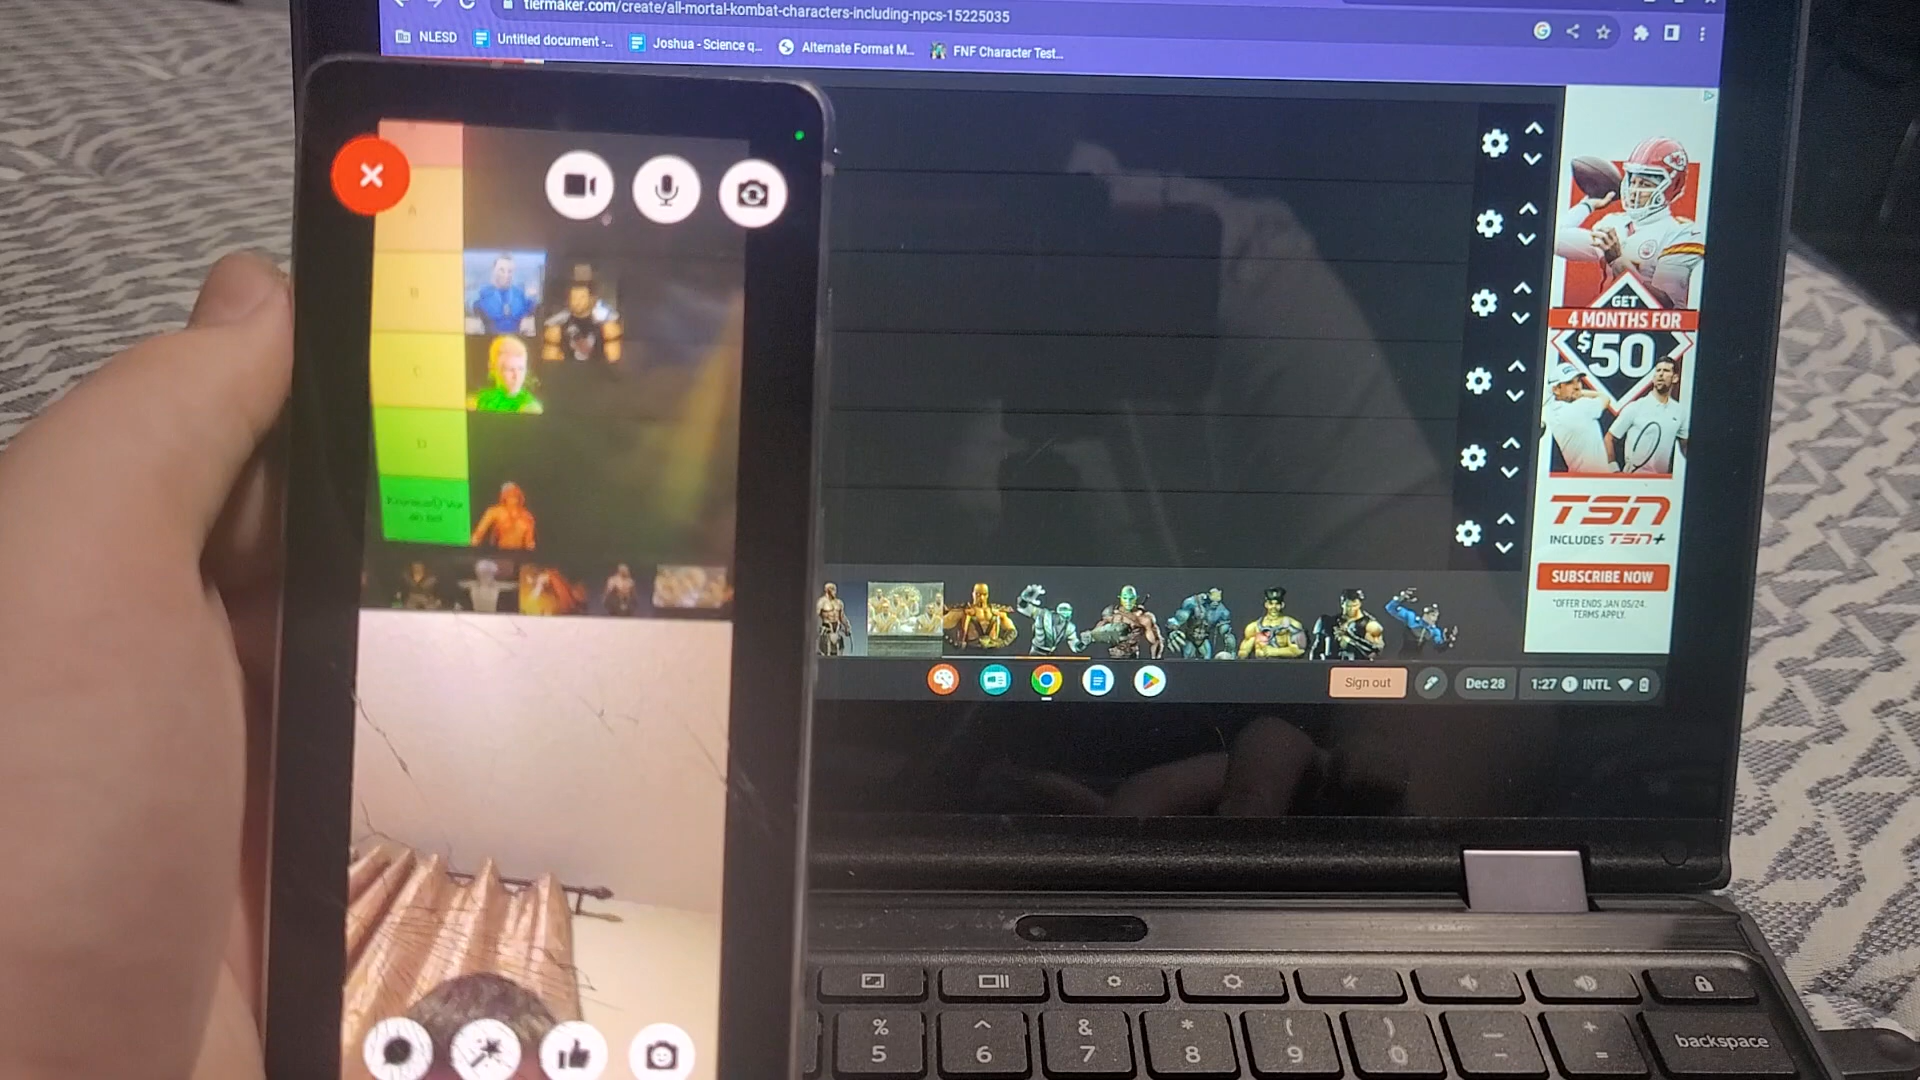 tiermaker.com/create/all-mortal-kombat-characters-including-npcs-15225035
NLESD
Untitled document -...
Joshua - Science q...
Alternate Format M...
FNF Character Test...
A
B
C
D
GET
4 MONTHS FOR
$50
TSN
INCLUDES TSN+
SUBSCRIBE NOW
*OFFER ENDS JAN 05/24.
TERMS APPLY.
Sign out
Dec 28
1:27
INTL
%
5
^
6
&
7
*
8
(
9
)
0
-
+
=
backspace